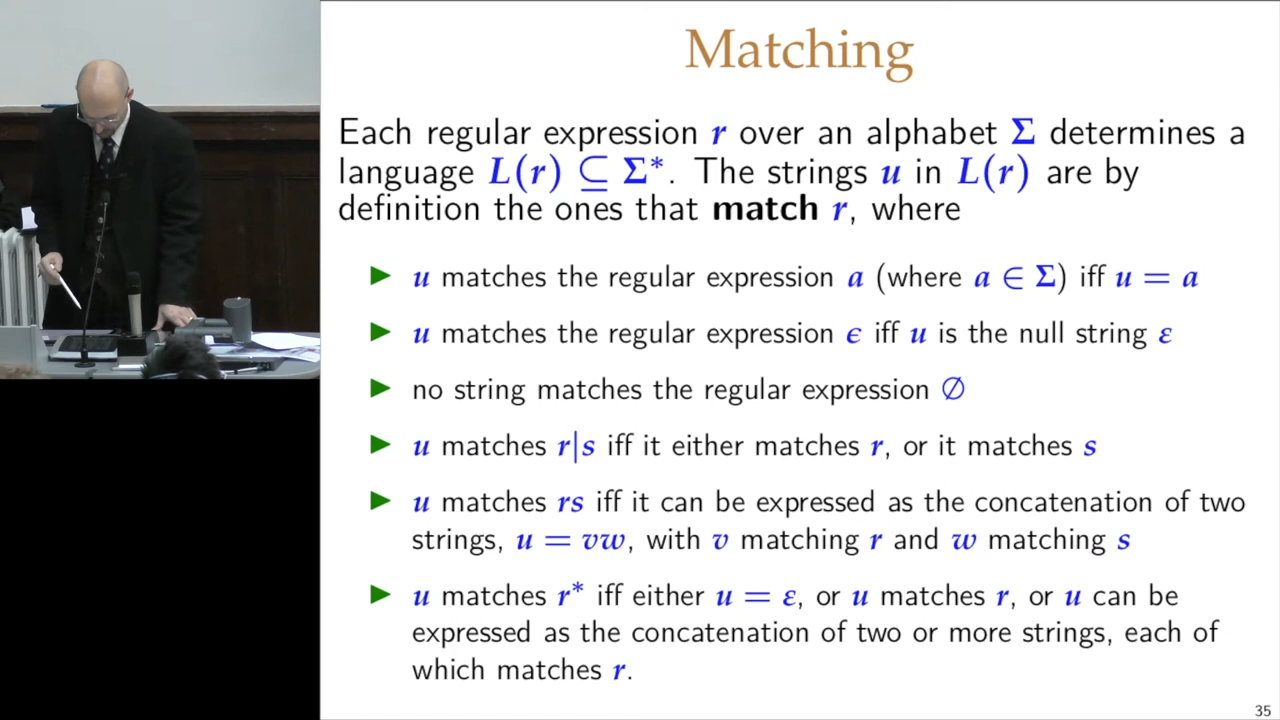 Matching
Each regular expression r over an alphabet Σ determines a
language L(r) ⊆ Σ*. The strings u in L(r) are by
definition the ones that match r, where
▶ u matches the regular expression a (where a ∈ Σ) iff u = a
▶ u matches the regular expression ϵ iff u is the null string ε
▶ no string matches the regular expression ∅
▶ u matches r|s iff it either matches r, or it matches s
▶ u matches rs iff it can be expressed as the concatenation of two
strings, u = vw, with v matching r and w matching s
▶ u matches r* iff either u = ε, or u matches r, or u can be
expressed as the concatenation of two or more strings, each of
which matches r.
35